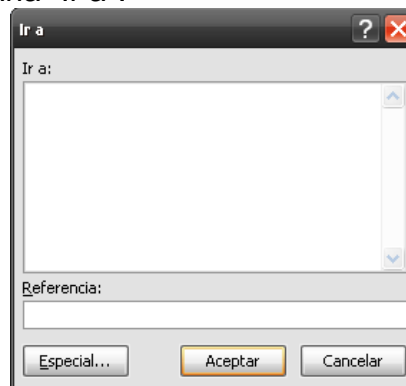 Ir a
Ir a:
Referencia:
Especial...
Aceptar
Cancelar